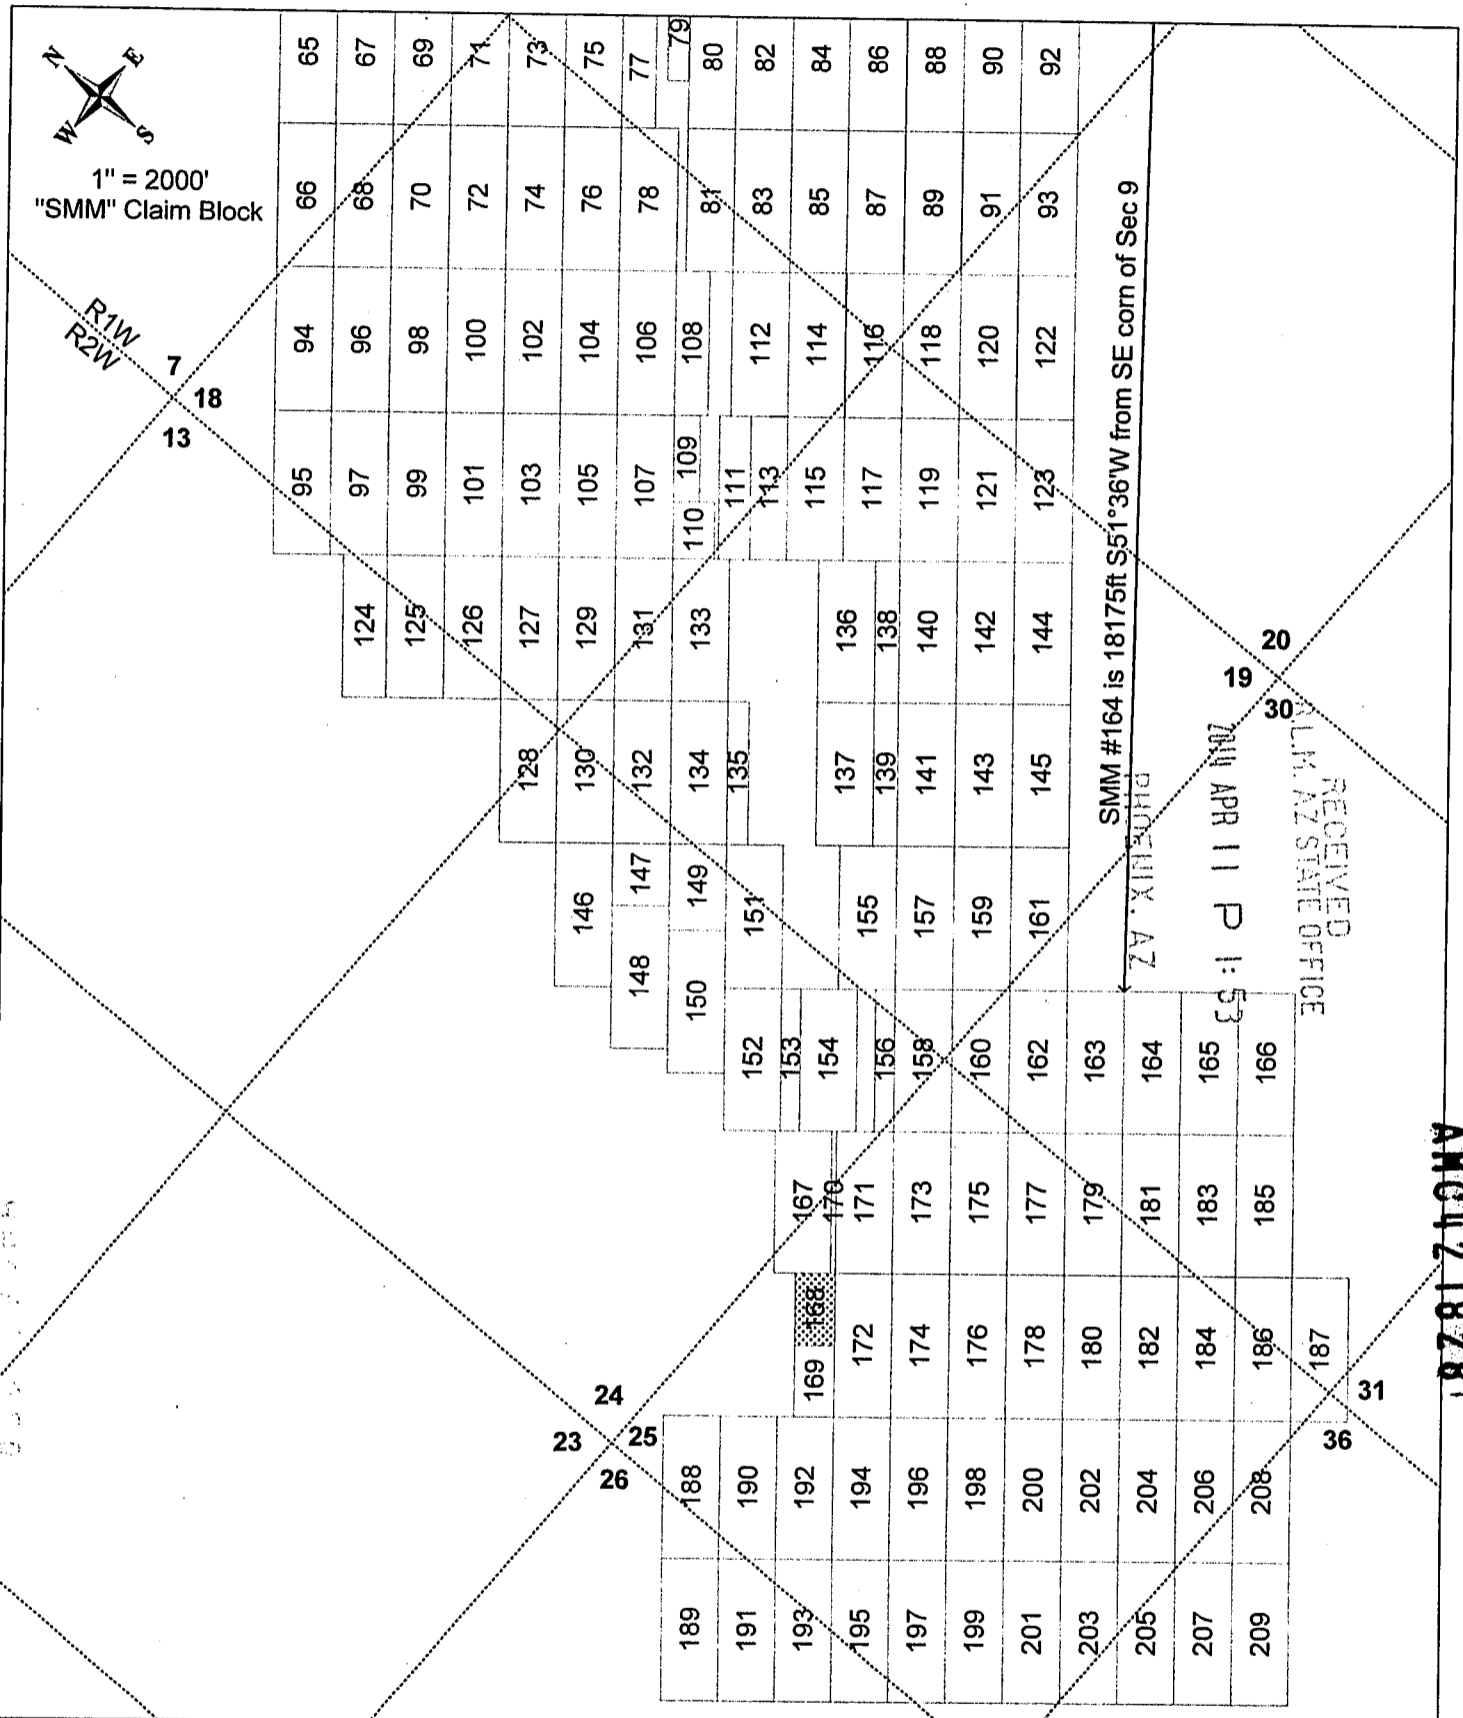 N
E
W
S
1" = 2000'
"SMM" Claim Block
65 67 69 71 73 75 77 79 80 82 84 86 88 90 92
66 68 70 72 74 76 78 81 83 85 87 89 91 93
R1W
R2W
7
18
13
94 96 98 100 102 104 106 108 112 114 116 118 120 122
95 97 99 101 103 105 107 109 110 111 113 115 117 119 121 123
SMM #164 is 18175ft S51°36'W from SE corn of Sec 9
124 125 126 127 129 131 133 136 138 140 142 144
20
19
30
128 130 132 134 135 137 139 141 143 145
RECEIVED
AZ STATE OFFICE
APR 11 P 1:53
PHOENIX, AZ
146 147 149 151 155 157 159 161
148 150
152 153 154 156 158 160 162 163 164 165 166
167 170 171 173 175 177 179 181 183 185
168
169 172 174 176 178 180 182 184 186 187
24
23
25
26
31
36
188 190 192 194 196 198 200 202 204 206 208
189 191 193 195 197 199 201 203 205 207 209